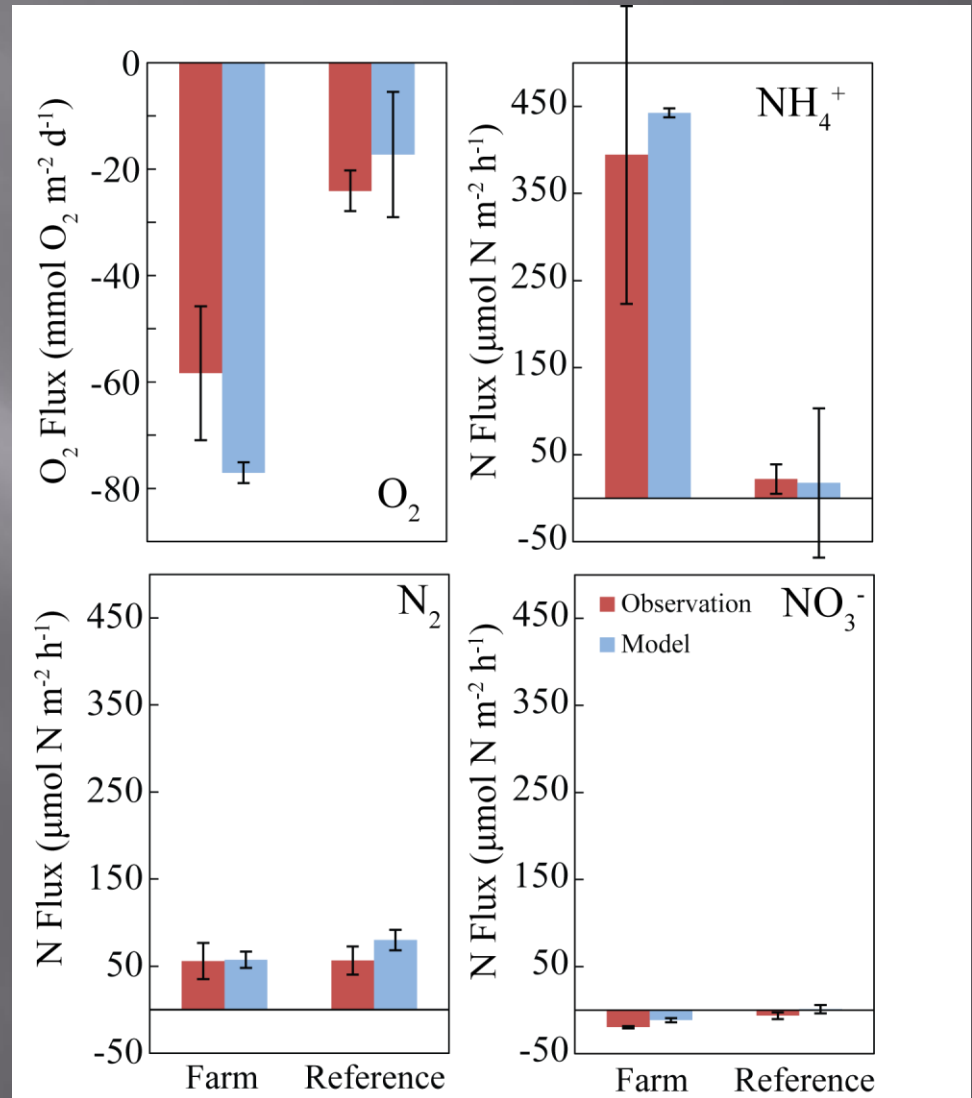 O₂ Flux (mmol O₂ m⁻² d⁻¹)
0
-20
-40
-60
-80
O₂
N Flux (μmol N m⁻² h⁻¹)
450
350
250
150
50
-50
NH₄⁺
N Flux (μmol N m⁻² h⁻¹)
450
350
250
150
50
-50
N₂
Farm Reference
N Flux (μmol N m⁻² h⁻¹)
450
350
250
150
50
-50
Observation
Model
NO₃⁻
Farm Reference